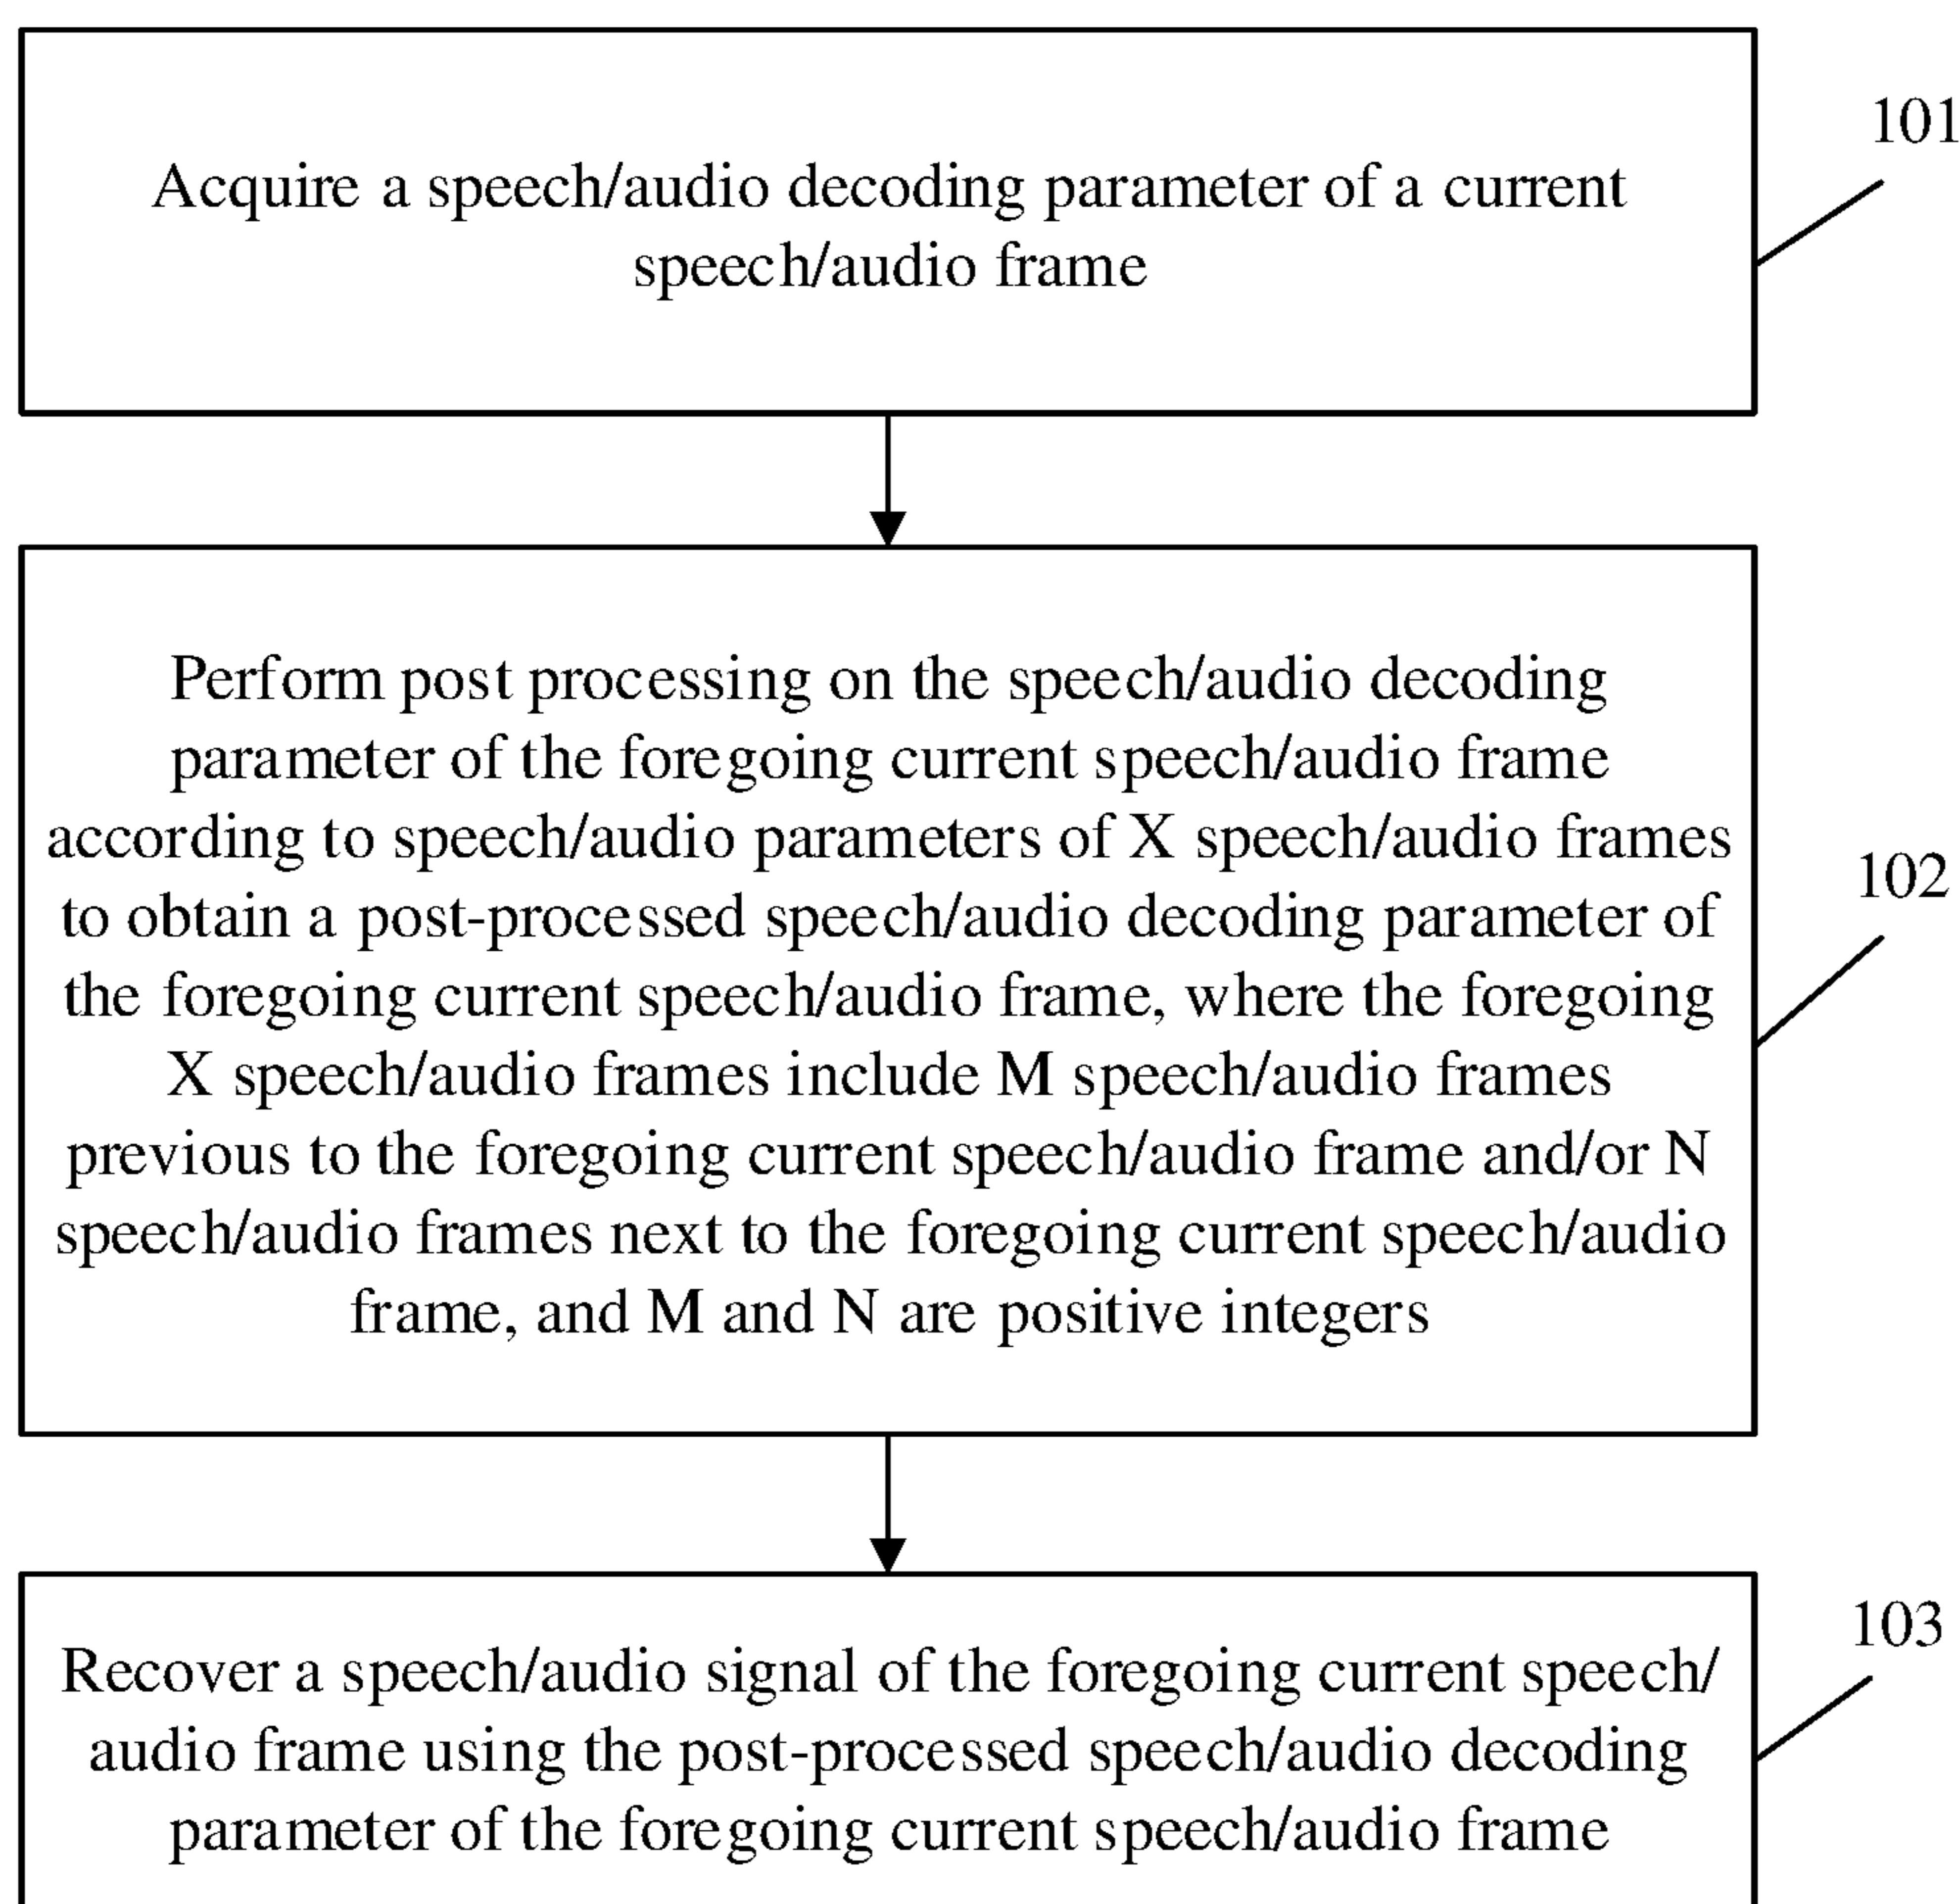 101
Acquire a speech/audio decoding parameter of a current
speech/audio frame
Perform post processing on the speech/audio decoding
parameter of the foregoing current speech/audio frame
according to speech/audio parameters of X speech/audio frames
to obtain a post-processed speech/audio decoding parameter of
the foregoing current speech/audio frame, where the foregoing
X speech/audio frames include M speech/audio frames
previous to the foregoing current speech/audio frame and/or N
speech/audio frames next to the foregoing current speech/audio
frame, and M and N are positive integers
102
Recover a speech/audio signal of the foregoing current speech/
audio frame using the post-processed speech/audio decoding
parameter of the foregoing current speech/audio frame
103